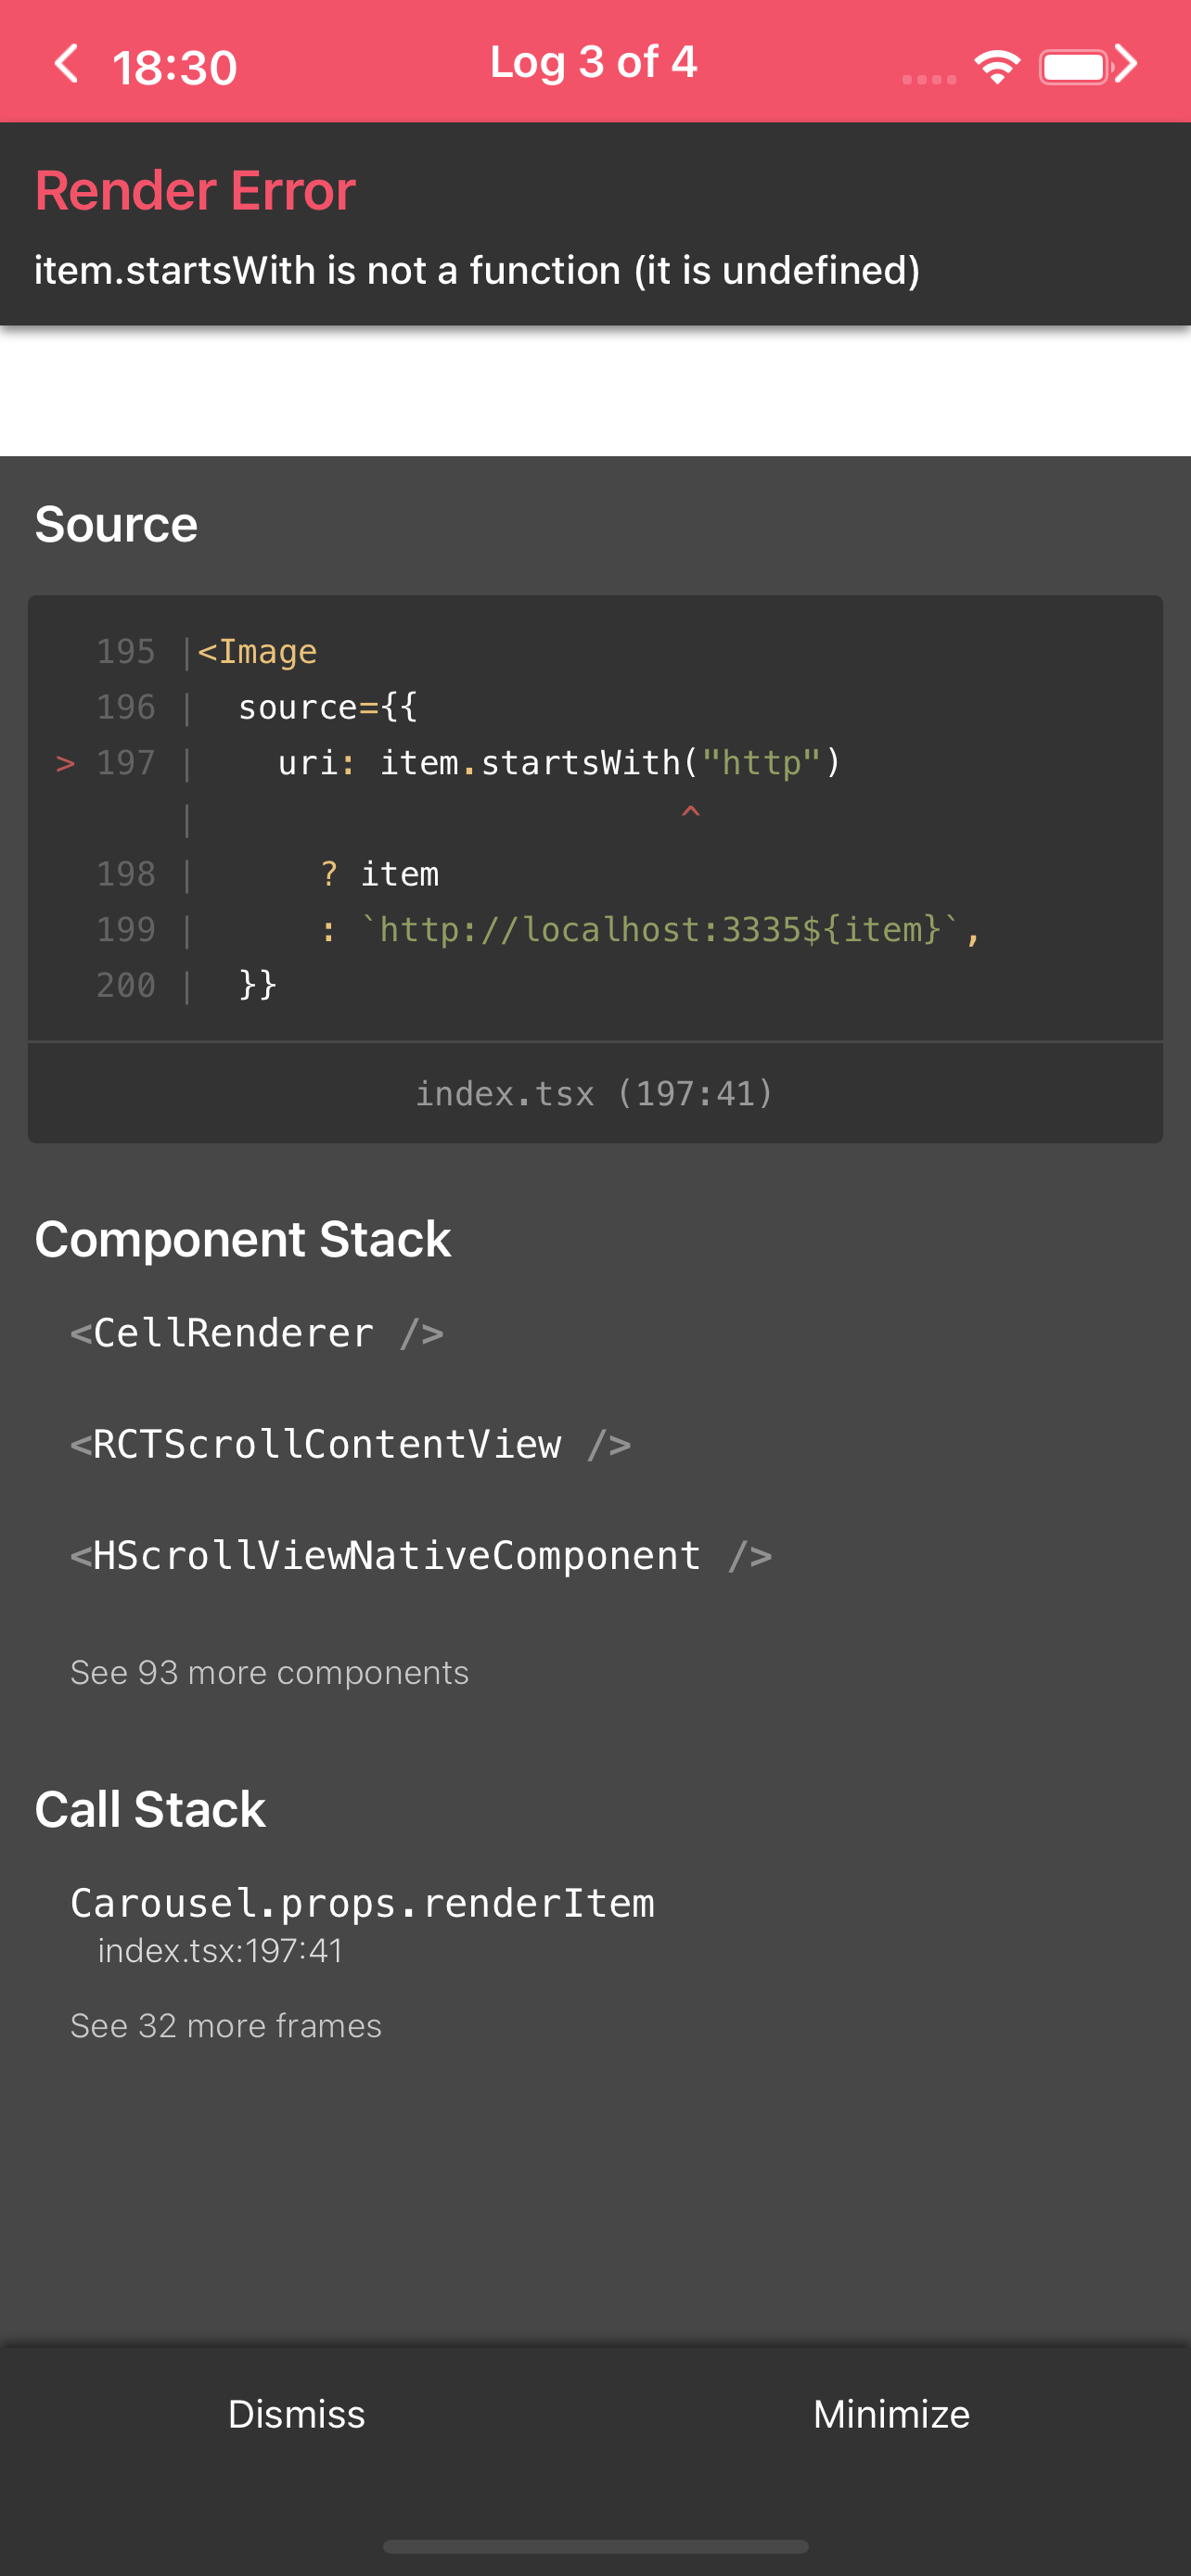 18:30
Log 3 of 4
Render Error
item.startsWith is not a function (it is undefined)
Source
195 |<Image
196 |  source={{
> 197 |    uri: item.startsWith("http")
|                        ^
198 |      ? item
199 |      : `http://localhost:3335${item}`,
200 |  }}
index.tsx (197:41)
Component Stack
<CellRenderer />
<RCTScrollContentView />
<HScrollViewNativeComponent />
See 93 more components
Call Stack
Carousel.props.renderItem
index.tsx:197:41
See 32 more frames
Dismiss
Minimize